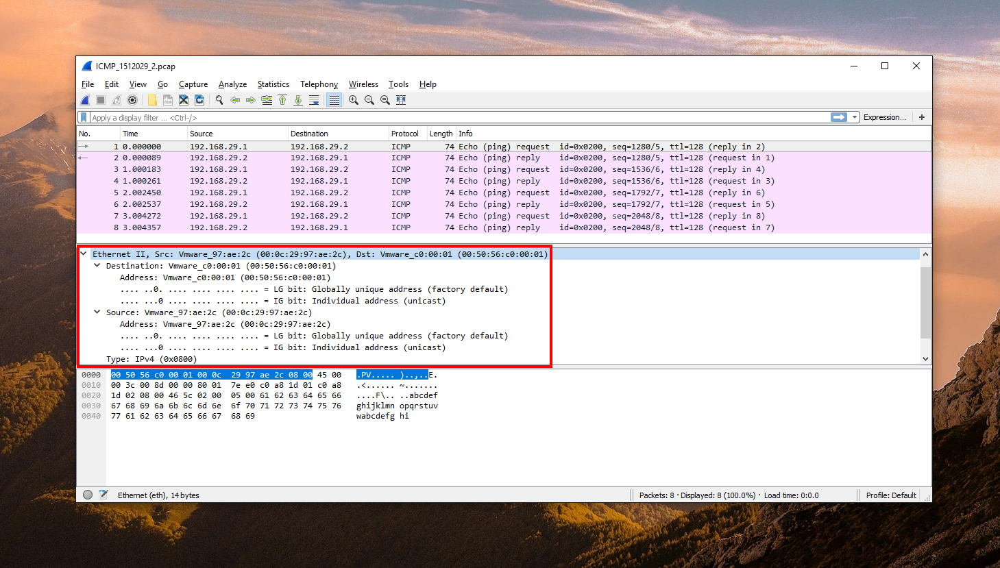 ICMP_1512029_2.pcap
File Edit View Go Capture Analyze Statistics Telephony Wireless Tools Help
Apply a display filter ... <Ctrl-/> Expression... +
No. Time Source Destination Protocol Length Info
1 0.000000 192.168.29.1 192.168.29.2 ICMP 74 Echo (ping) request id=0x0200, seq=1280/5, ttl=128 (reply in 2)
2 0.000089 192.168.29.2 192.168.29.1 ICMP 74 Echo (ping) reply id=0x0200, seq=1280/5, ttl=128 (request in 1)
3 1.000183 192.168.29.1 192.168.29.2 ICMP 74 Echo (ping) request id=0x0200, seq=1536/6, ttl=128 (reply in 4)
4 1.000261 192.168.29.2 192.168.29.1 ICMP 74 Echo (ping) reply id=0x0200, seq=1536/6, ttl=128 (request in 3)
5 2.002450 192.168.29.1 192.168.29.2 ICMP 74 Echo (ping) request id=0x0200, seq=1792/7, ttl=128 (reply in 6)
6 2.002537 192.168.29.2 192.168.29.1 ICMP 74 Echo (ping) reply id=0x0200, seq=1792/7, ttl=128 (request in 5)
7 3.004272 192.168.29.1 192.168.29.2 ICMP 74 Echo (ping) request id=0x0200, seq=2048/8, ttl=128 (reply in 8)
8 3.004357 192.168.29.2 192.168.29.1 ICMP 74 Echo (ping) reply id=0x0200, seq=2048/8, ttl=128 (request in 7)
Ethernet II, Src: Vmware_97:ae:2c (00:0c:29:97:ae:2c), Dst: Vmware_c0:00:01 (00:50:56:c0:00:01)
Destination: Vmware_c0:00:01 (00:50:56:c0:00:01)
Address: Vmware_c0:00:01 (00:50:56:c0:00:01)
.... ..0. .... .... .... .... = LG bit: Globally unique address (factory default)
.... ...0 .... .... .... .... = IG bit: Individual address (unicast)
Source: Vmware_97:ae:2c (00:0c:29:97:ae:2c)
Address: Vmware_97:ae:2c (00:0c:29:97:ae:2c)
.... ..0. .... .... .... .... = LG bit: Globally unique address (factory default)
.... ...0 .... .... .... .... = IG bit: Individual address (unicast)
Type: IPv4 (0x0800)
0000 00 50 56 c0 00 01 00 0c 29 97 ae 2c 08 00 45 00 .PV..... )..,..E.
0010 00 3c 00 8d 00 00 80 01 7e e0 c0 a8 1d 01 c0 a8 .<...... ~.......
0020 1d 02 08 00 46 5c 02 00 05 00 61 62 63 64 65 66 ....F\.. ..abcdef
0030 67 68 69 6a 6b 6c 6d 6e 6f 70 71 72 73 74 75 76 ghijklmn opqrstuv
0040 77 61 62 63 64 65 66 67 68 69 wabcdefg hi
Ethernet (eth), 14 bytes Packets: 8 · Displayed: 8 (100.0%) · Load time: 0:0.0 Profile: Default